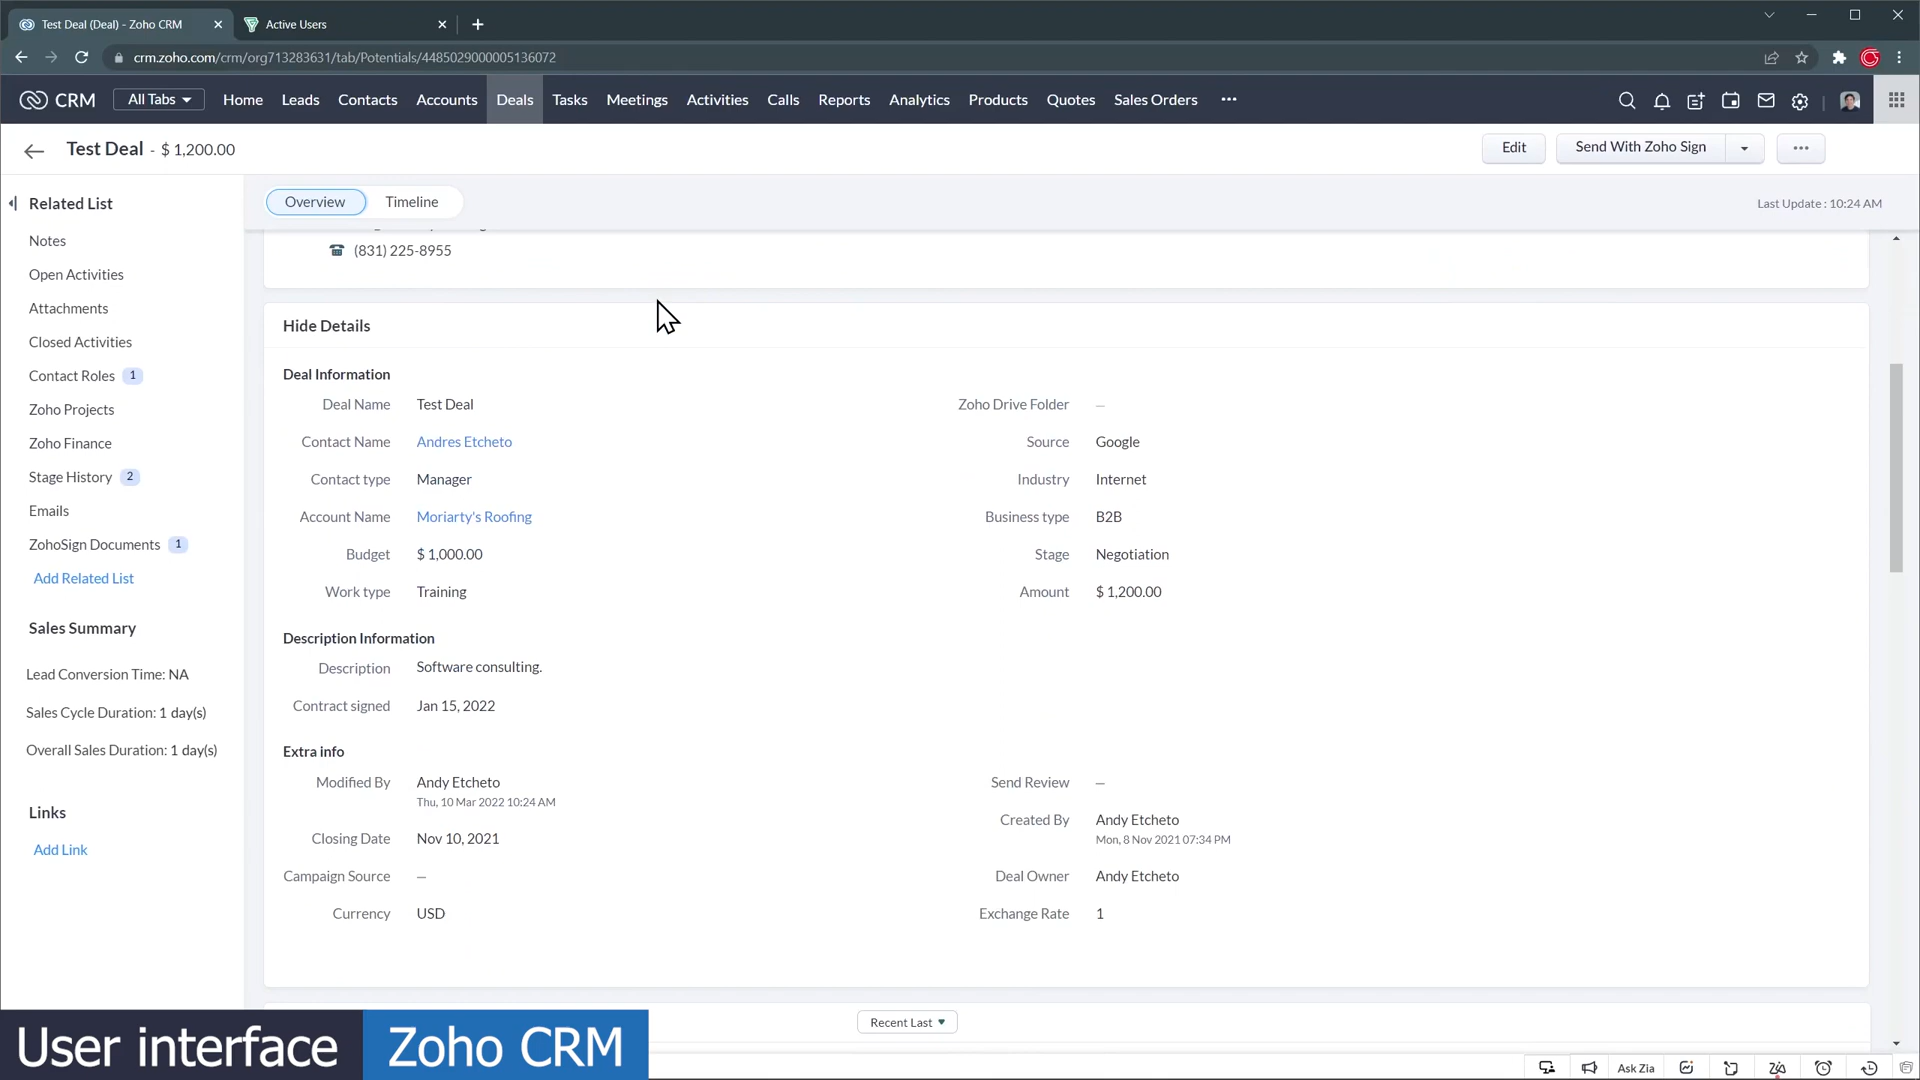 Test Deal (Deal) - Zoho CRM
Active Users
crm.zoho.com/crm/org713283631/tab/Potentials/4485029000005136072
CRM All Tabs Home Leads Contacts Accounts Deals Tasks Meetings Activities Calls Reports Analytics Products Quotes Sales Orders
Test Deal - $ 1,200.00
Edit
Send With Zoho Sign
Related List
Notes
Open Activities
Attachments
Closed Activities
Contact Roles 1
Zoho Projects
Zoho Finance
Stage History 2
Emails
ZohoSign Documents 1
Add Related List
Sales Summary
Lead Conversion Time: NA
Sales Cycle Duration: 1 day(s)
Overall Sales Duration: 1 day(s)
Links
Add Link
Overview Timeline
Last Update : 10:24 AM
(831) 225-8955
Hide Details
Deal Information
Deal Name Test Deal
Zoho Drive Folder —
Contact Name Andres Etcheto
Source Google
Contact type Manager
Industry Internet
Account Name Moriarty's Roofing
Business type B2B
Budget $ 1,000.00
Stage Negotiation
Work type Training
Amount $ 1,200.00
Description Information
Description Software consulting.
Contract signed Jan 15, 2022
Extra info
Modified By Andy Etcheto
Thu, 10 Mar 2022 10:24 AM
Send Review —
Created By Andy Etcheto
Mon, 8 Nov 2021 07:34 PM
Closing Date Nov 10, 2021
Campaign Source —
Deal Owner Andy Etcheto
Currency USD
Exchange Rate 1
Recent Last
User interface Zoho CRM
Ask Zia